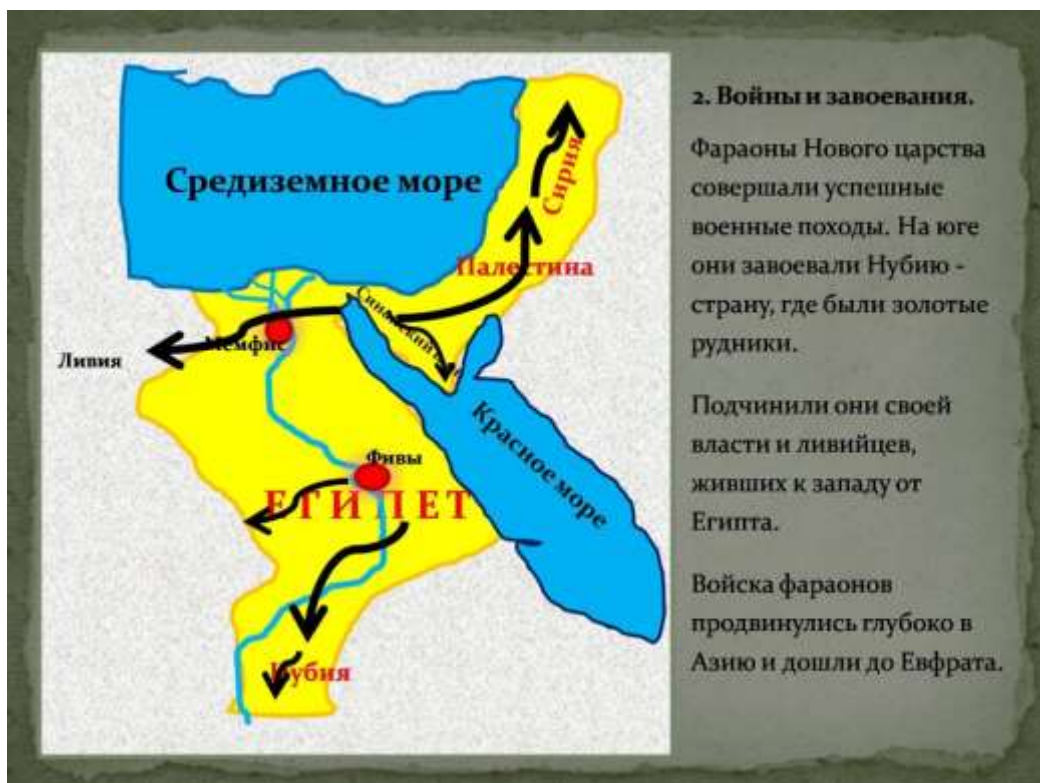 Средиземное море
Сирия
Палестина
Синайский
Мемфис
Ливия
Красное море
Фивы
ЕГИПЕТ
Нубия
2. Войны и завоевания.
Фараоны Нового царства
совершали успешные
военные походы. На юге
они завоевали Нубию -
страну, где были золотые
рудники.
Подчинили они своей
власти и ливийцев,
живших к западу от
Египта.
Войска фараонов
продвинулись глубоко в
Азию и дошли до Евфрата.